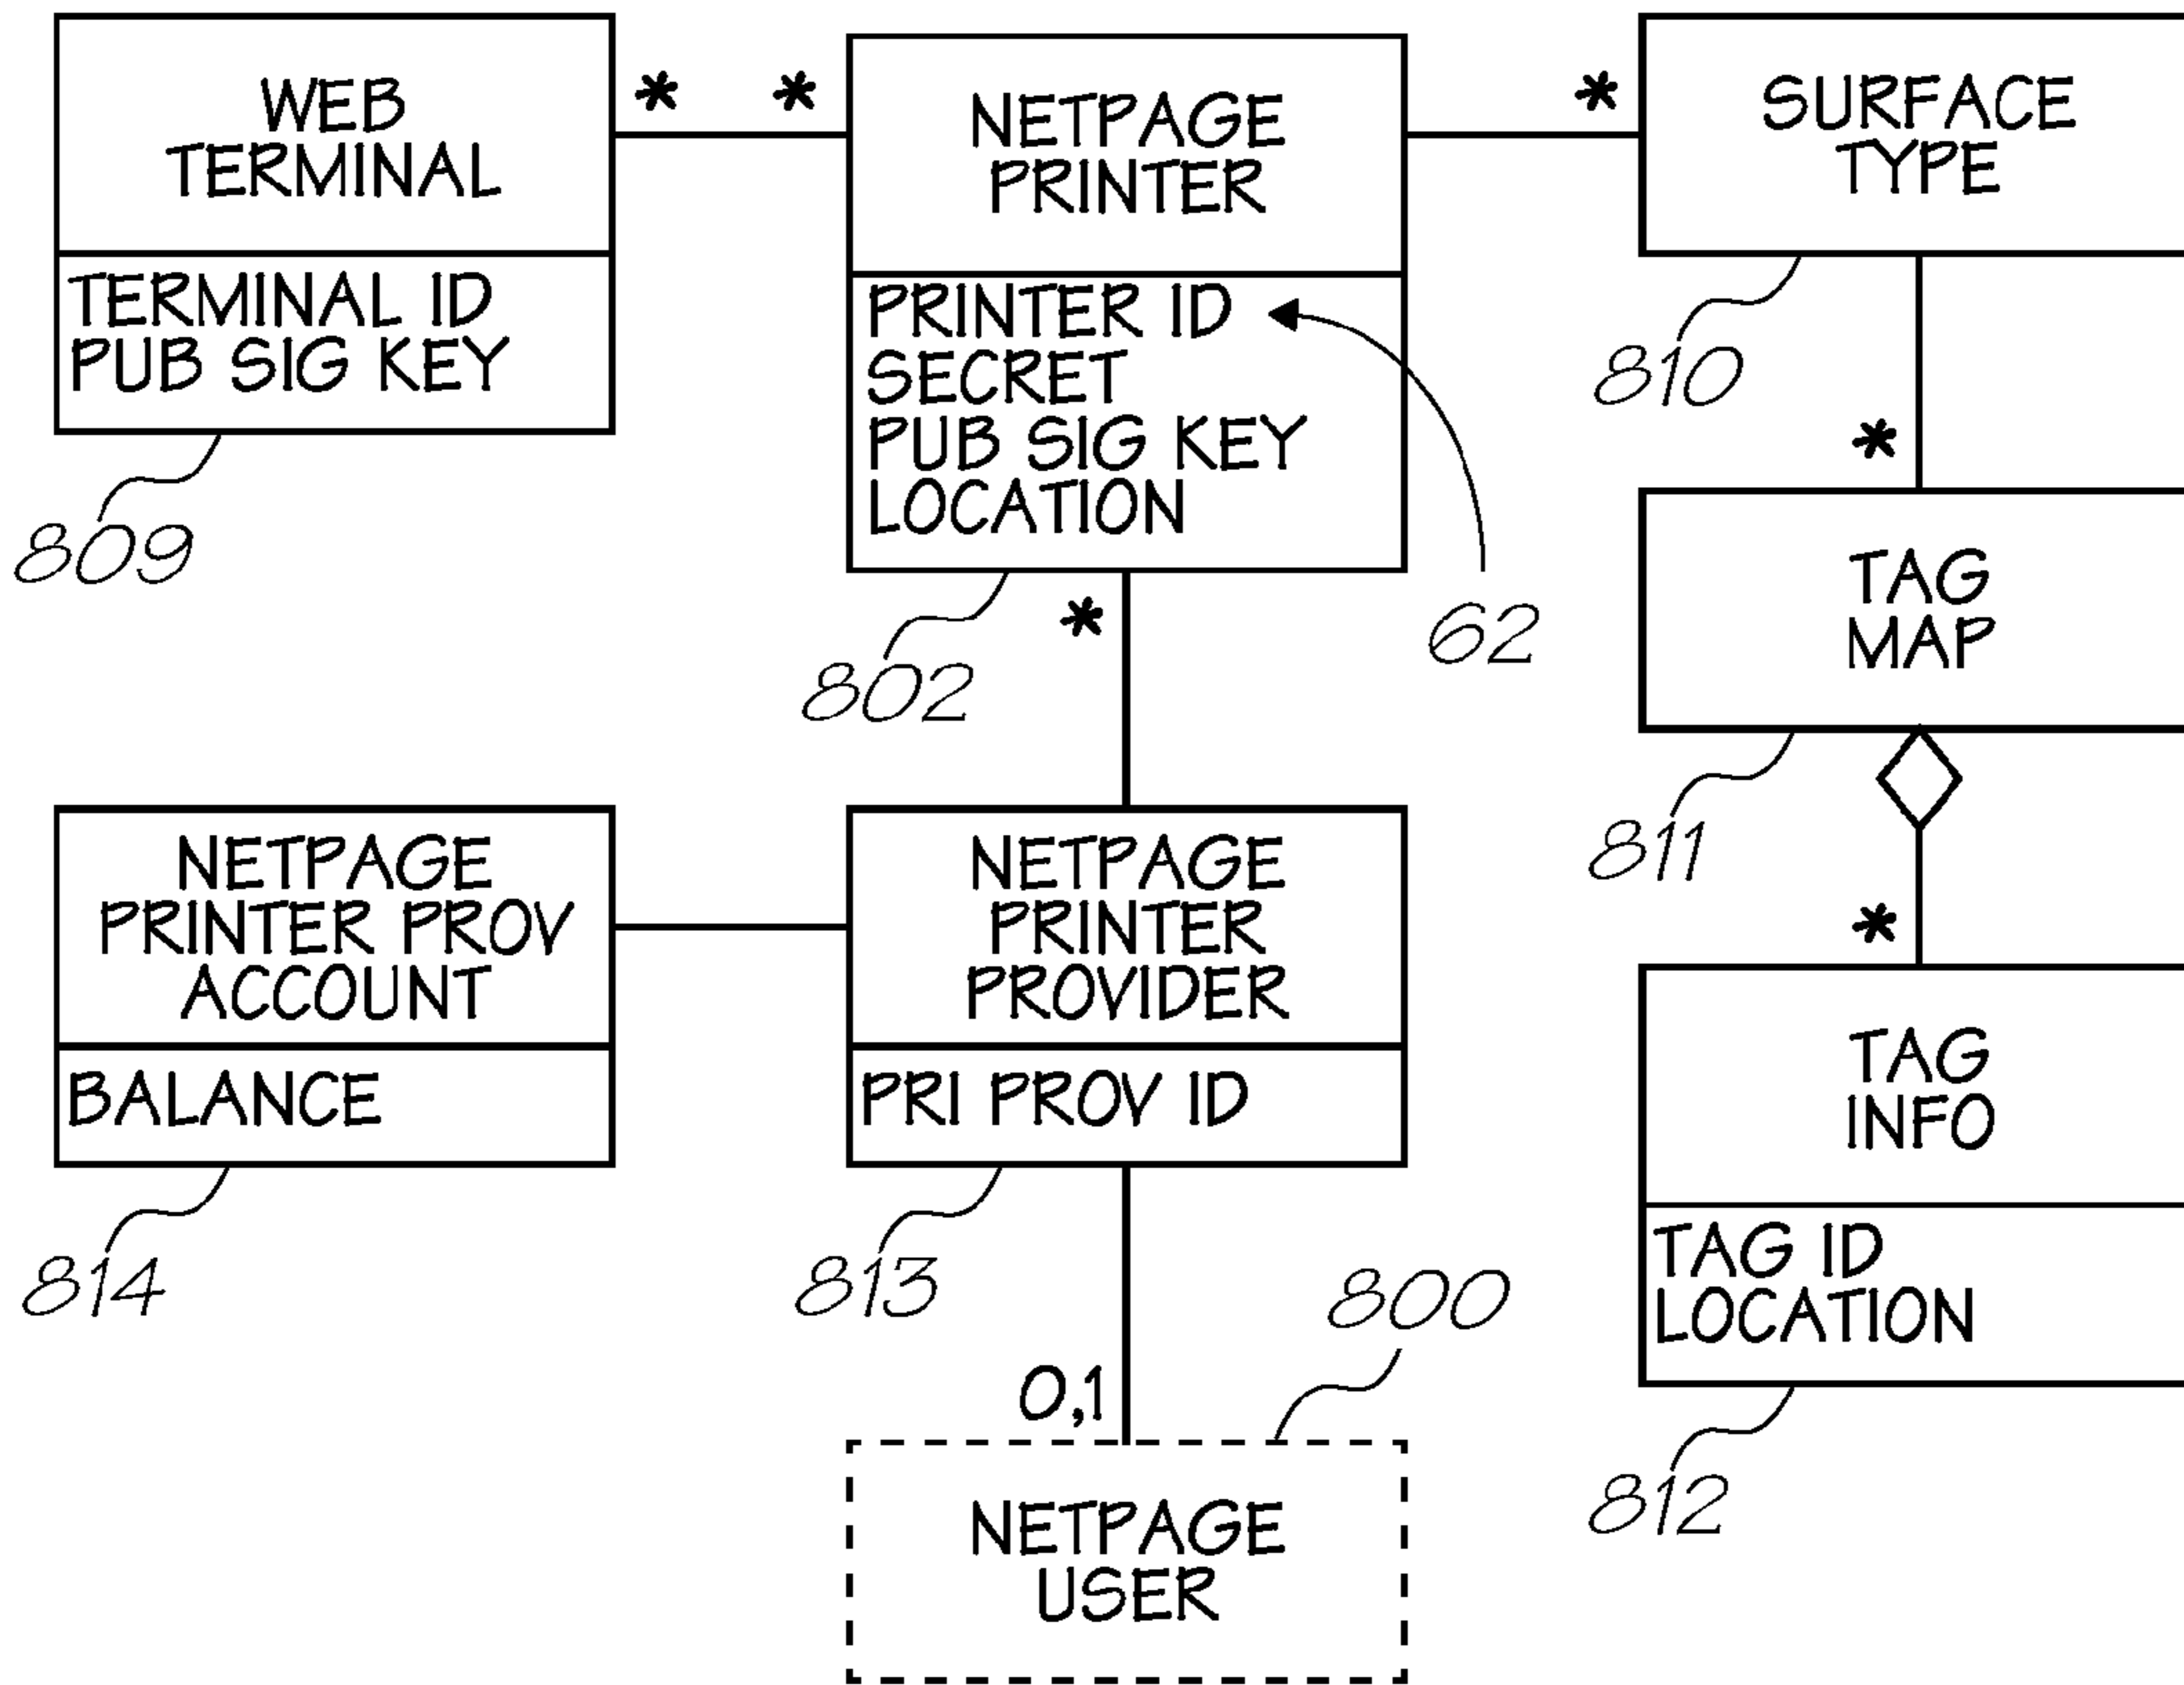 WEB
TERMINAL
TERMINAL ID
PUB SIG KEY
809
* *
NETPAGE
PRINTER
PRINTER ID
SECRET
PUB SIG KEY
LOCATION
62
802
*
*
SURFACE
TYPE
810
*
TAG
MAP
811
*
NETPAGE
PRINTER PROV
ACCOUNT
BALANCE
814
NETPAGE
PRINTER
PROVIDER
PRI PROV ID
813
0,1
800
NETPAGE
USER
TAG
INFO
TAG ID
LOCATION
812